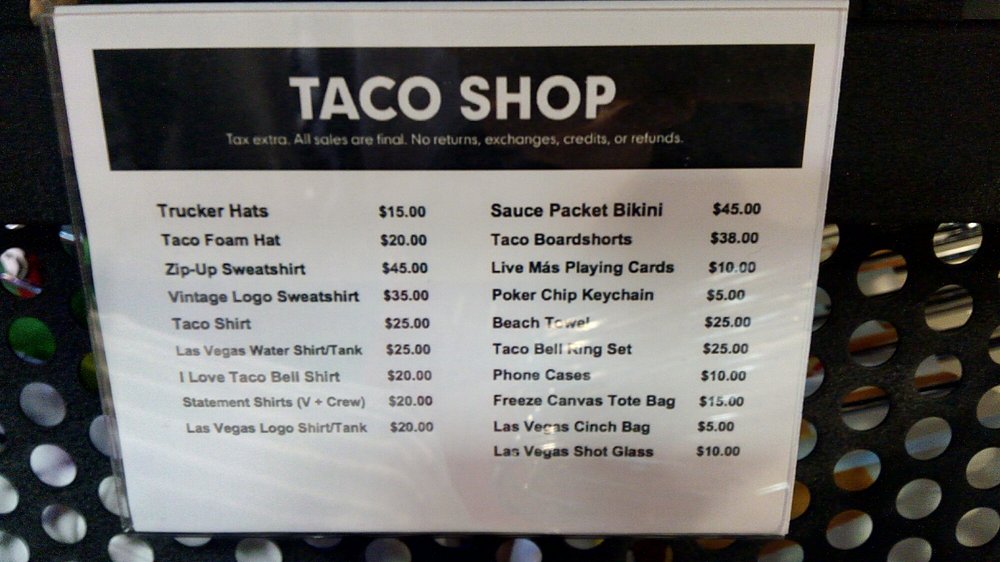 TACO SHOP
Tax extra. All sales are final. No returns, exchanges, credits, or refunds.
Trucker Hats $15.00
Taco Foam Hat $20.00
Zip-Up Sweatshirt $45.00
Vintage Logo Sweatshirt $35.00
Taco Shirt $25.00
Las Vegas Water Shirt/Tank $25.00
I Love Taco Bell Shirt $20.00
Statement Shirts (V + Crew) $20.00
Las Vegas Logo Shirt/Tank $20.00
Sauce Packet Bikini $45.00
Taco Boardshorts $38.00
Live Más Playing Cards $10.00
Poker Chip Keychain $5.00
Beach Towel $25.00
Taco Bell Ring Set $25.00
Phone Cases $10.00
Freeze Canvas Tote Bag $15.00
Las Vegas Cinch Bag $5.00
Las Vegas Shot Glass $10.00